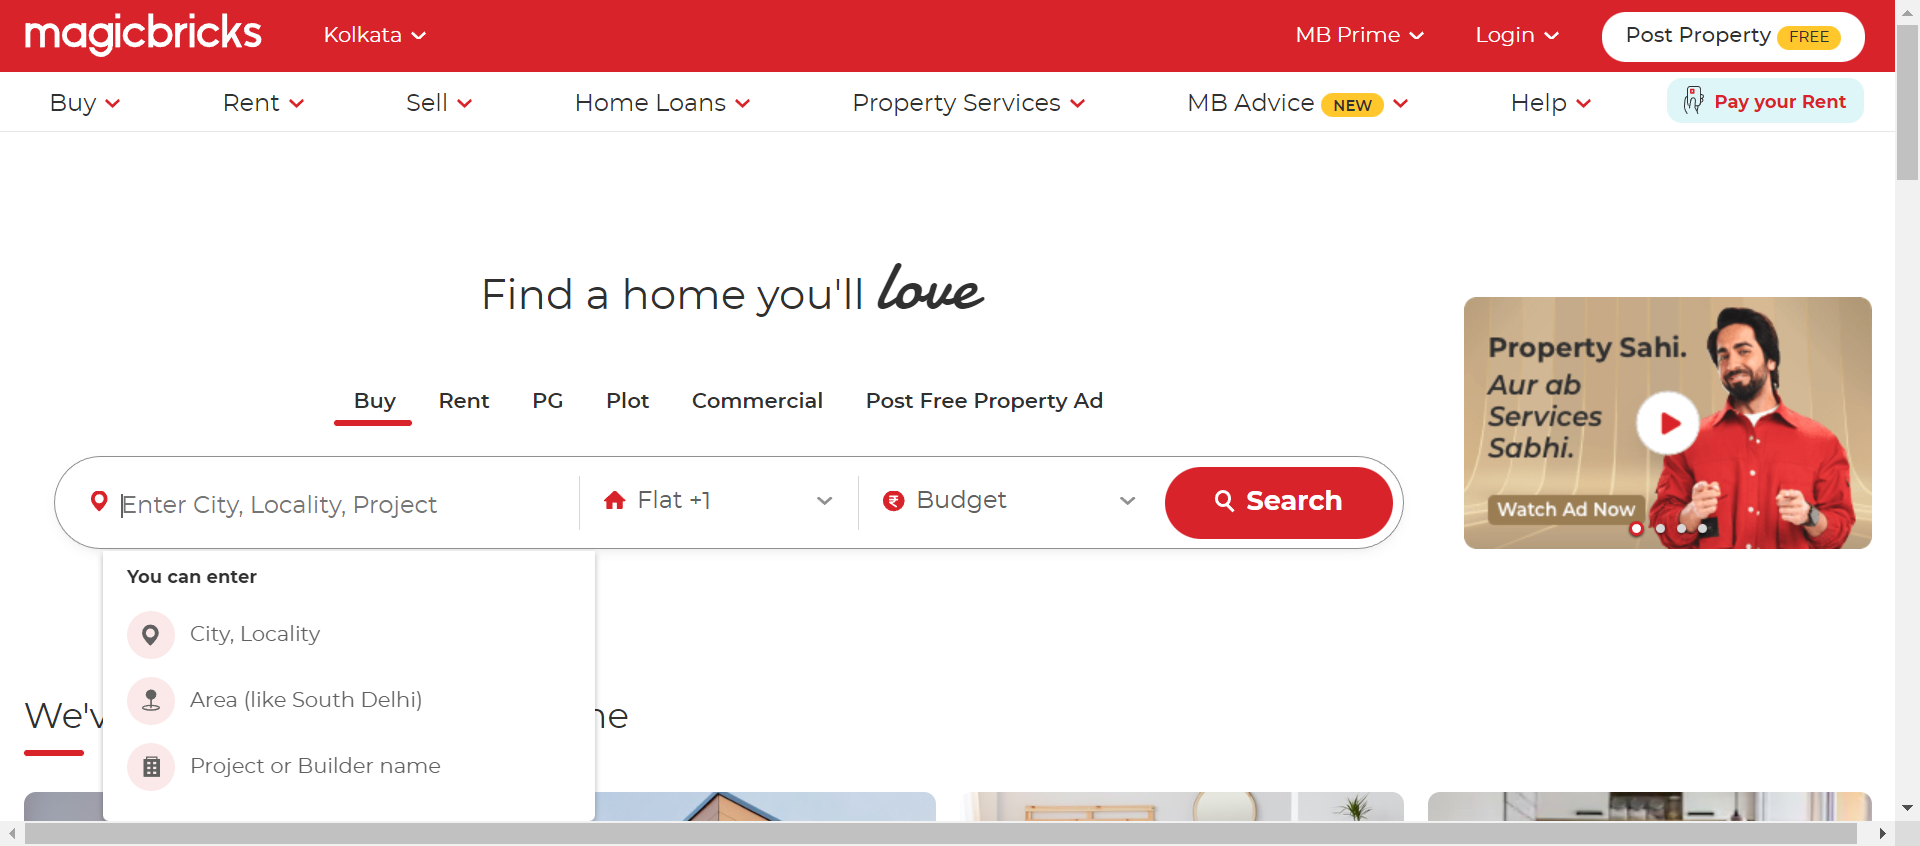 magicbricks
Kolkata
MB Prime
Login
Post Property FREE
Buy
Rent
Sell
Home Loans
Property Services
MB Advice NEW
Help
Pay your Rent
Find a home you'll love
Buy
Rent
PG
Plot
Commercial
Post Free Property Ad
Enter City, Locality, Project
Flat +1
Budget
Search
Property Sahi.
Aur ab
Services
Sabhi.
Watch Ad Now
You can enter
City, Locality
Area (like South Delhi)
Project or Builder name